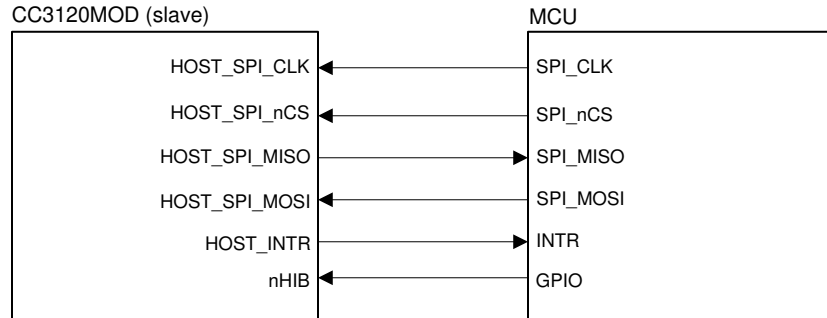 CC3120MOD (slave) MCU
HOST_SPI_CLK SPI_CLK
HOST_SPI_nCS SPI_nCS
HOST_SPI_MISO SPI_MISO
HOST_SPI_MOSI SPI_MOSI
HOST_INTR INTR
nHIB GPIO